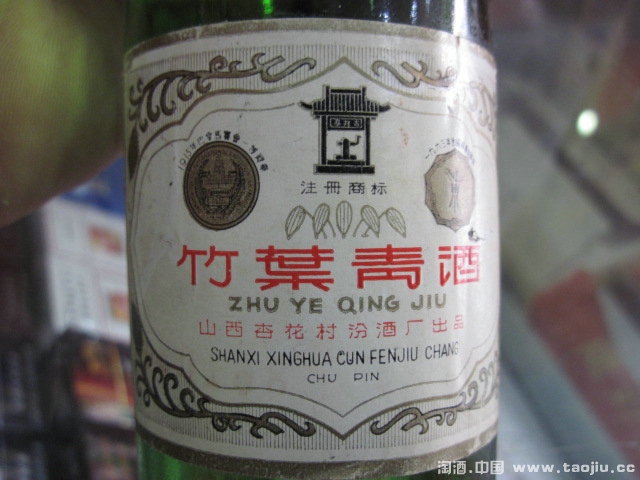 注册商标
竹葉青酒
ZHU YE QING JIU
山西杏花村汾酒厂出品
SHANXI XINGHUA CUN FENJIU CHANG
CHU PIN
淘酒.中国 www.taojiu.cc